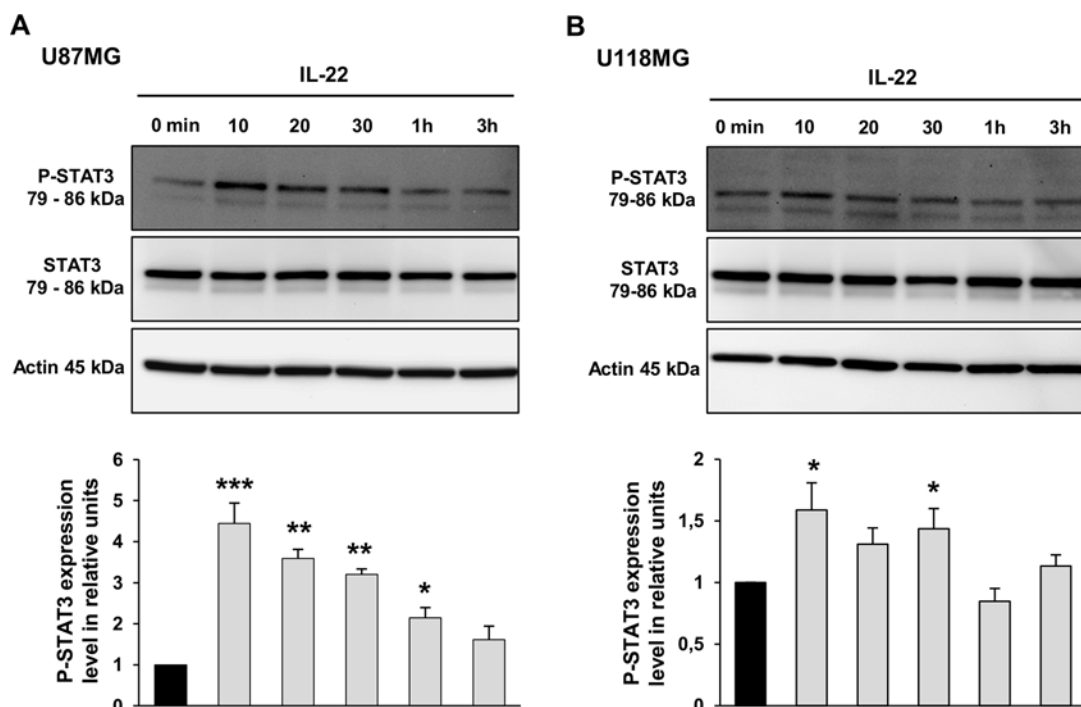 A
U87MG
IL-22
0 min 10 20 30 1h 3h
P-STAT3
79 - 86 kDa
STAT3
79 - 86 kDa
Actin 45 kDa
P-STAT3 expression
level in relative units
6
5
4
3
2
1
0
***
**
**
*
B
U118MG
IL-22
0 min 10 20 30 1h 3h
P-STAT3
79-86 kDa
STAT3
79-86 kDa
Actin 45 kDa
P-STAT3 expression
level in relative units
2
1,5
1
0,5
0
*
*